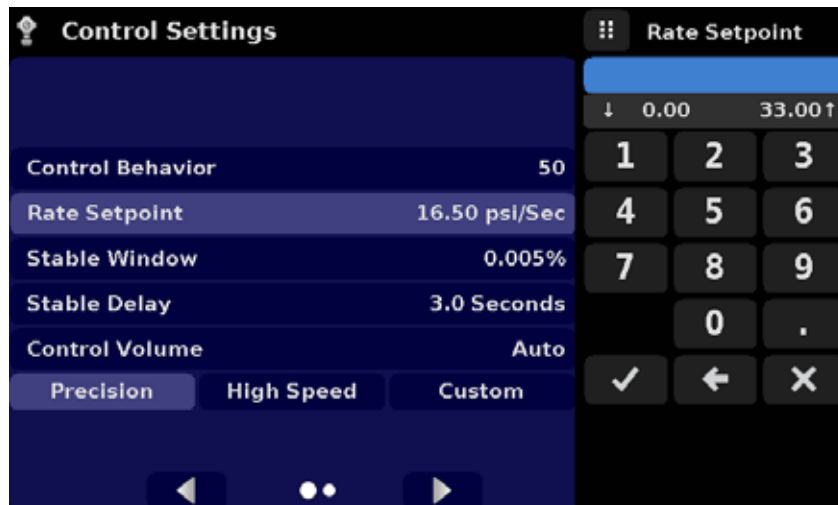 Control Settings
Control Behavior 50
Rate Setpoint 16.50 psi/Sec
Stable Window 0.005%
Stable Delay 3.0 Seconds
Control Volume Auto
Precision High Speed Custom
Rate Setpoint
↓ 0.00 33.00↑
1 2 3
4 5 6
7 8 9
0 .